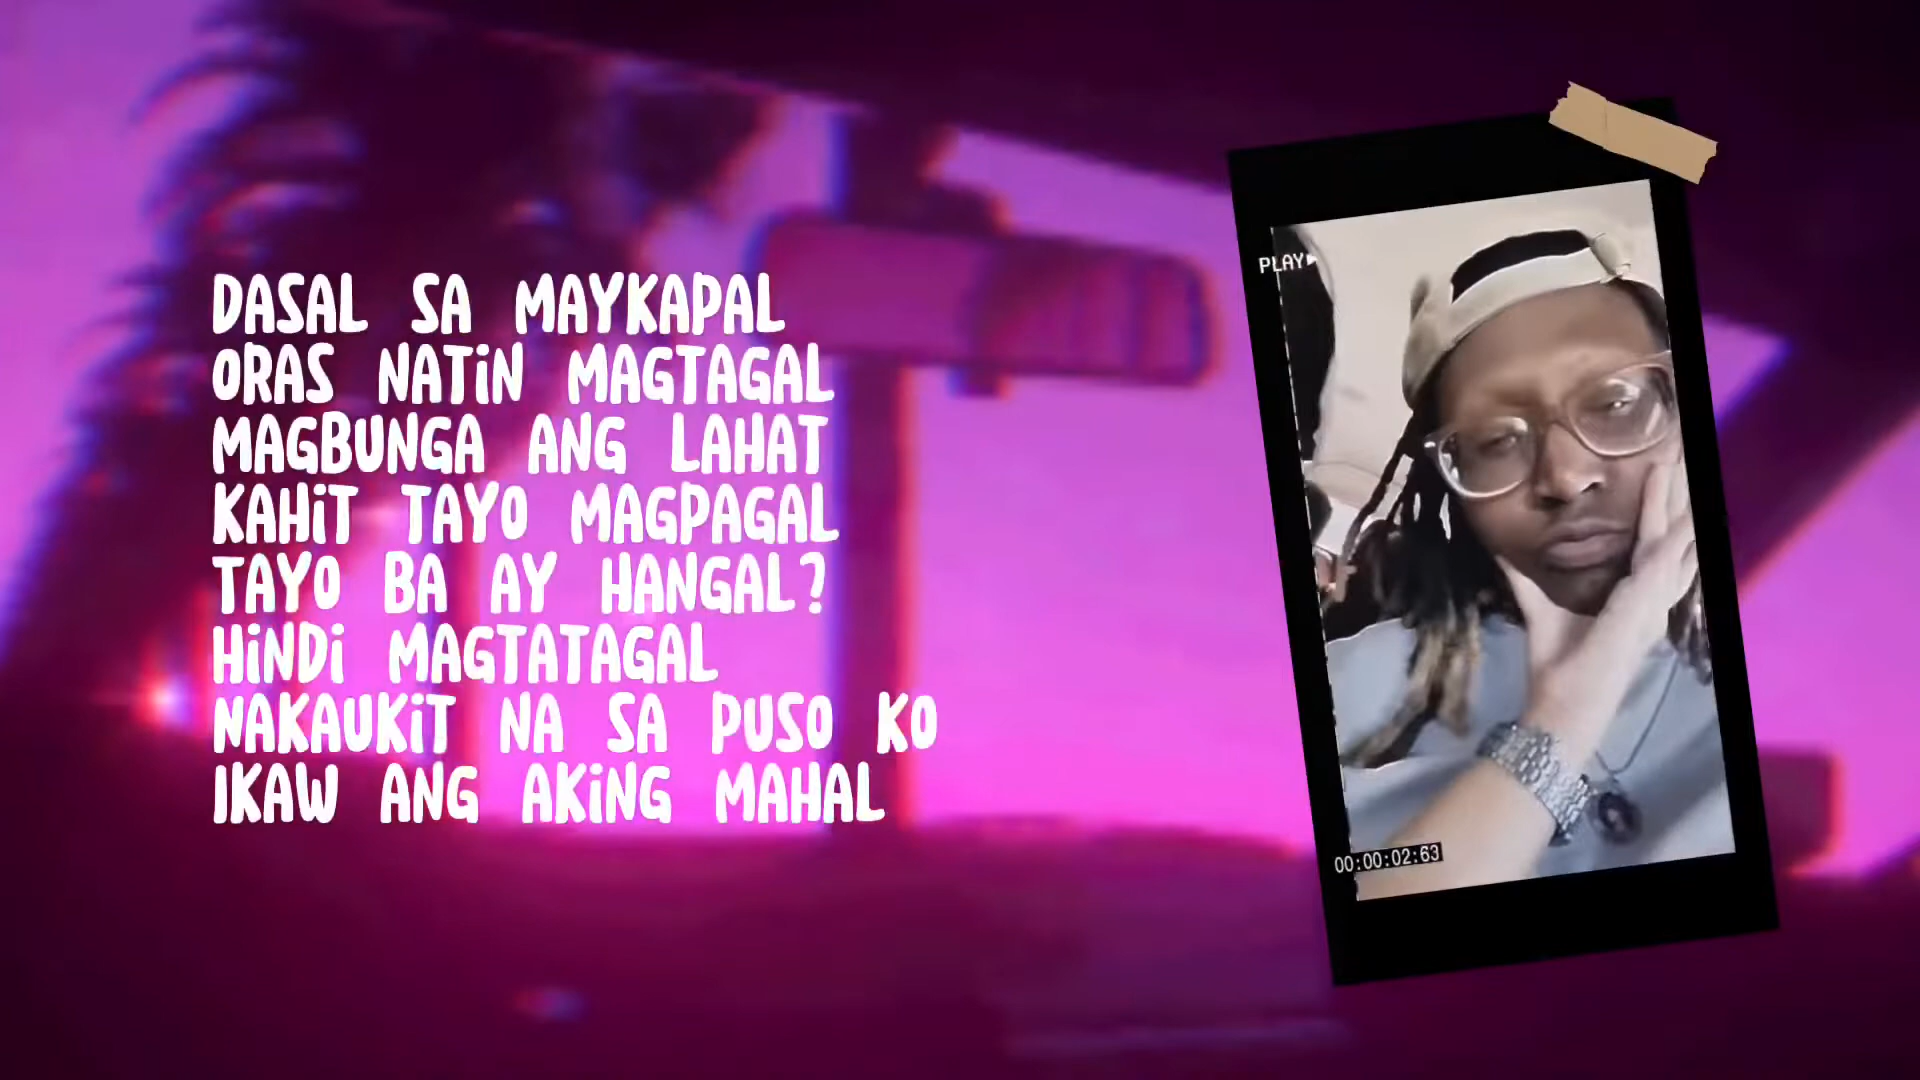 DASAL SA MAYKAPAL
ORAS NATIN MAGTAGAL
MAGBUNGA ANG LAHAT
KAHIT TAYO MAGPAGAL
TAYO BA AY HANGAL?
HINDI MAGTATAGAL
NAKAUKIT NA SA PUSO KO
IKAW ANG AKING MAHAL
PLAY
00:00:02:63